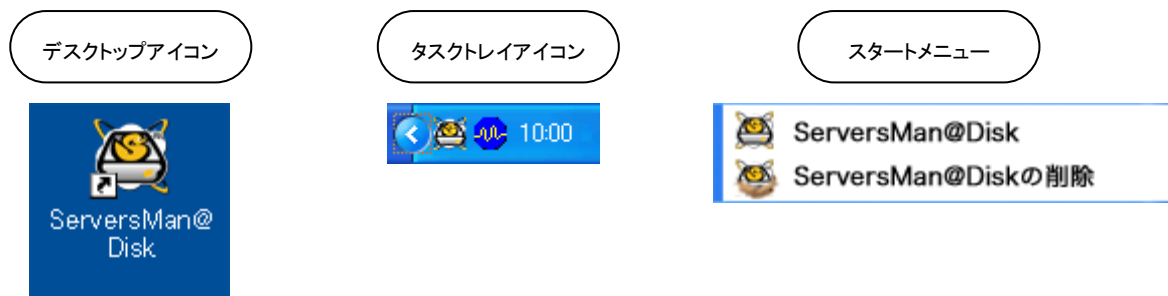 デスクトップアイコン
タスクトレイアイコン
スタートメニュー
ServersMan@
Disk
10:00
ServersMan@Disk
ServersMan@Diskの削除